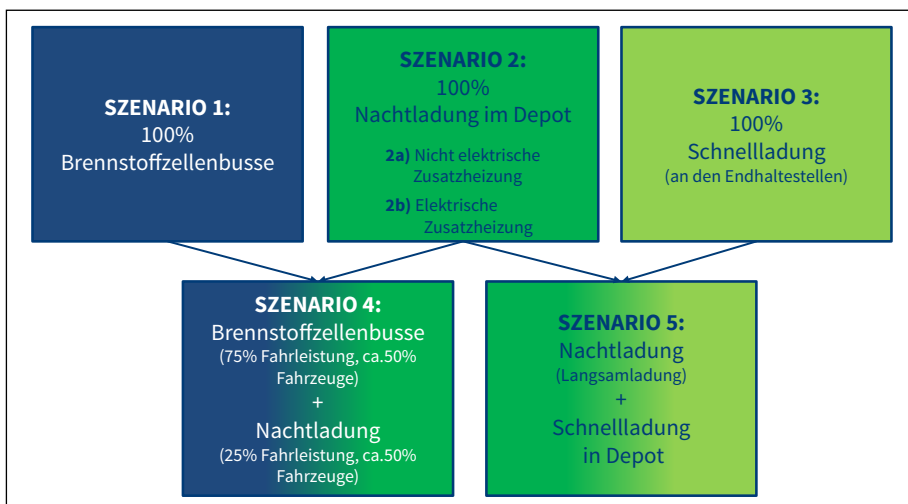 SZENARIO 1:
100%
Brennstoffzellenbusse
SZENARIO 2:
100%
Nachtladung im Depot
2a) Nicht elektrische
Zusatzheizung
2b) Elektrische
Zusatzheizung
SZENARIO 3:
100%
Schnellladung
(an den Endhaltestellen)
SZENARIO 4:
Brennstoffzellenbusse
(75% Fahrleistung, ca.50%
Fahrzeuge)
+
Nachtladung
(25% Fahrleistung, ca.50%
Fahrzeuge)
SZENARIO 5:
Nachtladung
(Langsamladung)
+
Schnellladung
in Depot